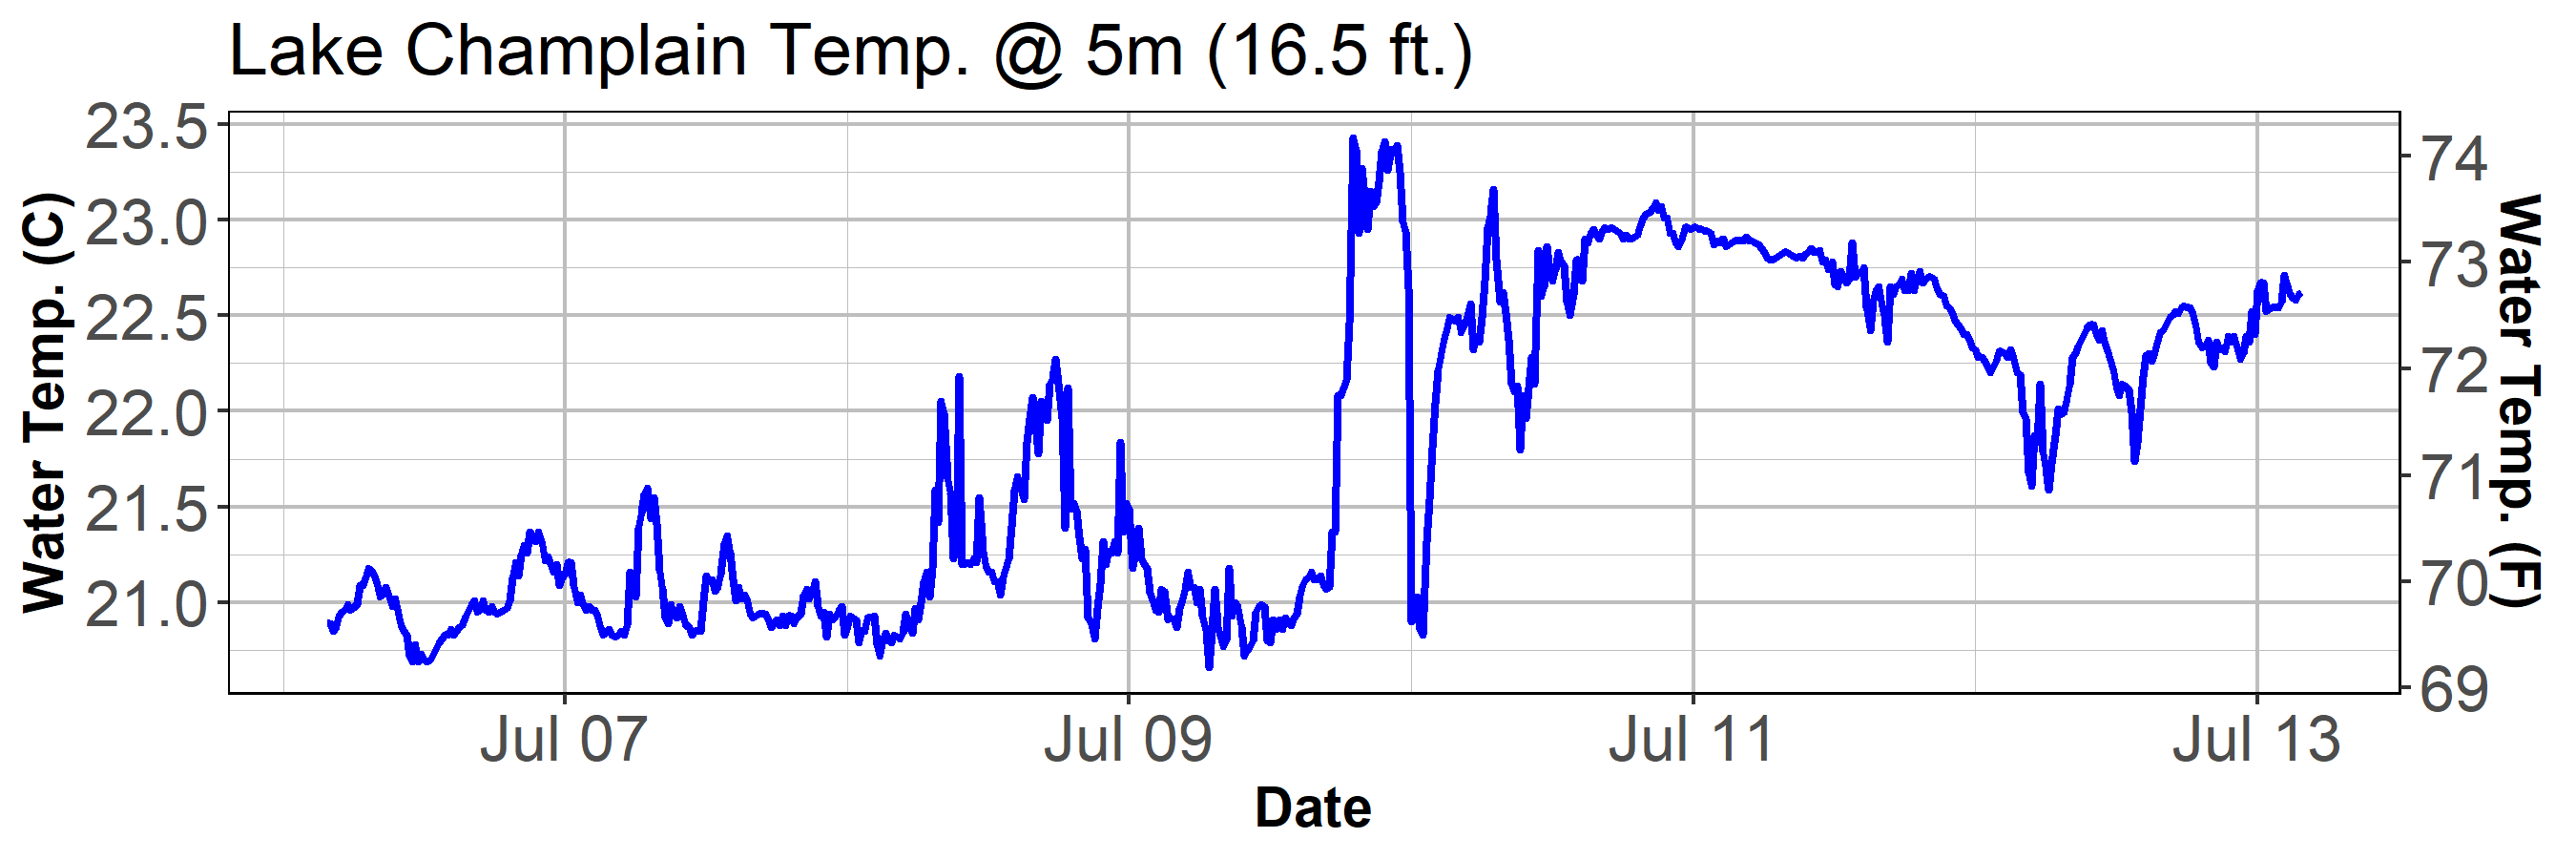 Lake Champlain Temp. @ 5m (16.5 ft.)
Water Temp. (C)
23.5
23.0
22.5
22.0
21.5
21.0
74
73
72
71
70
69
Water Temp. (F)
Jul 07 Jul 09 Jul 11 Jul 13
Date